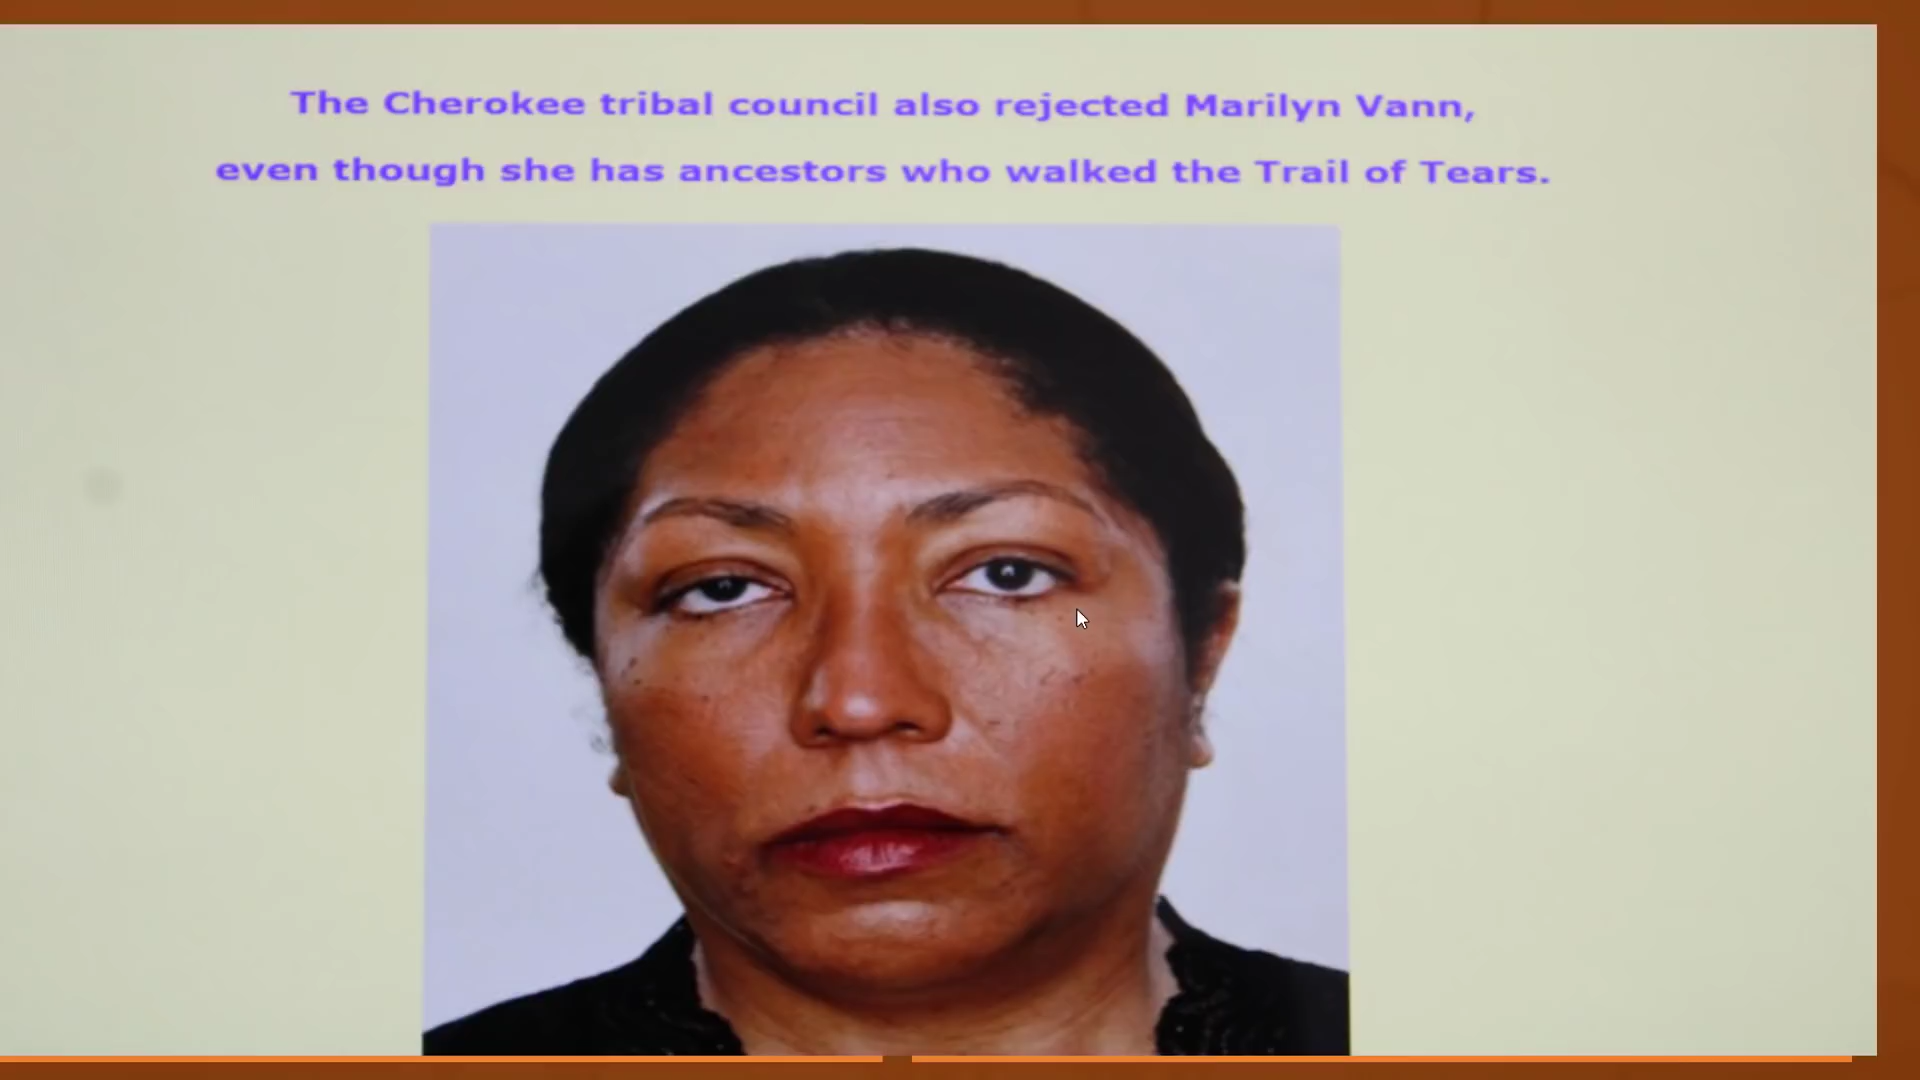 The Cherokee tribal council also rejected Marilyn Vann,
even though she has ancestors who walked the Trail of Tears.